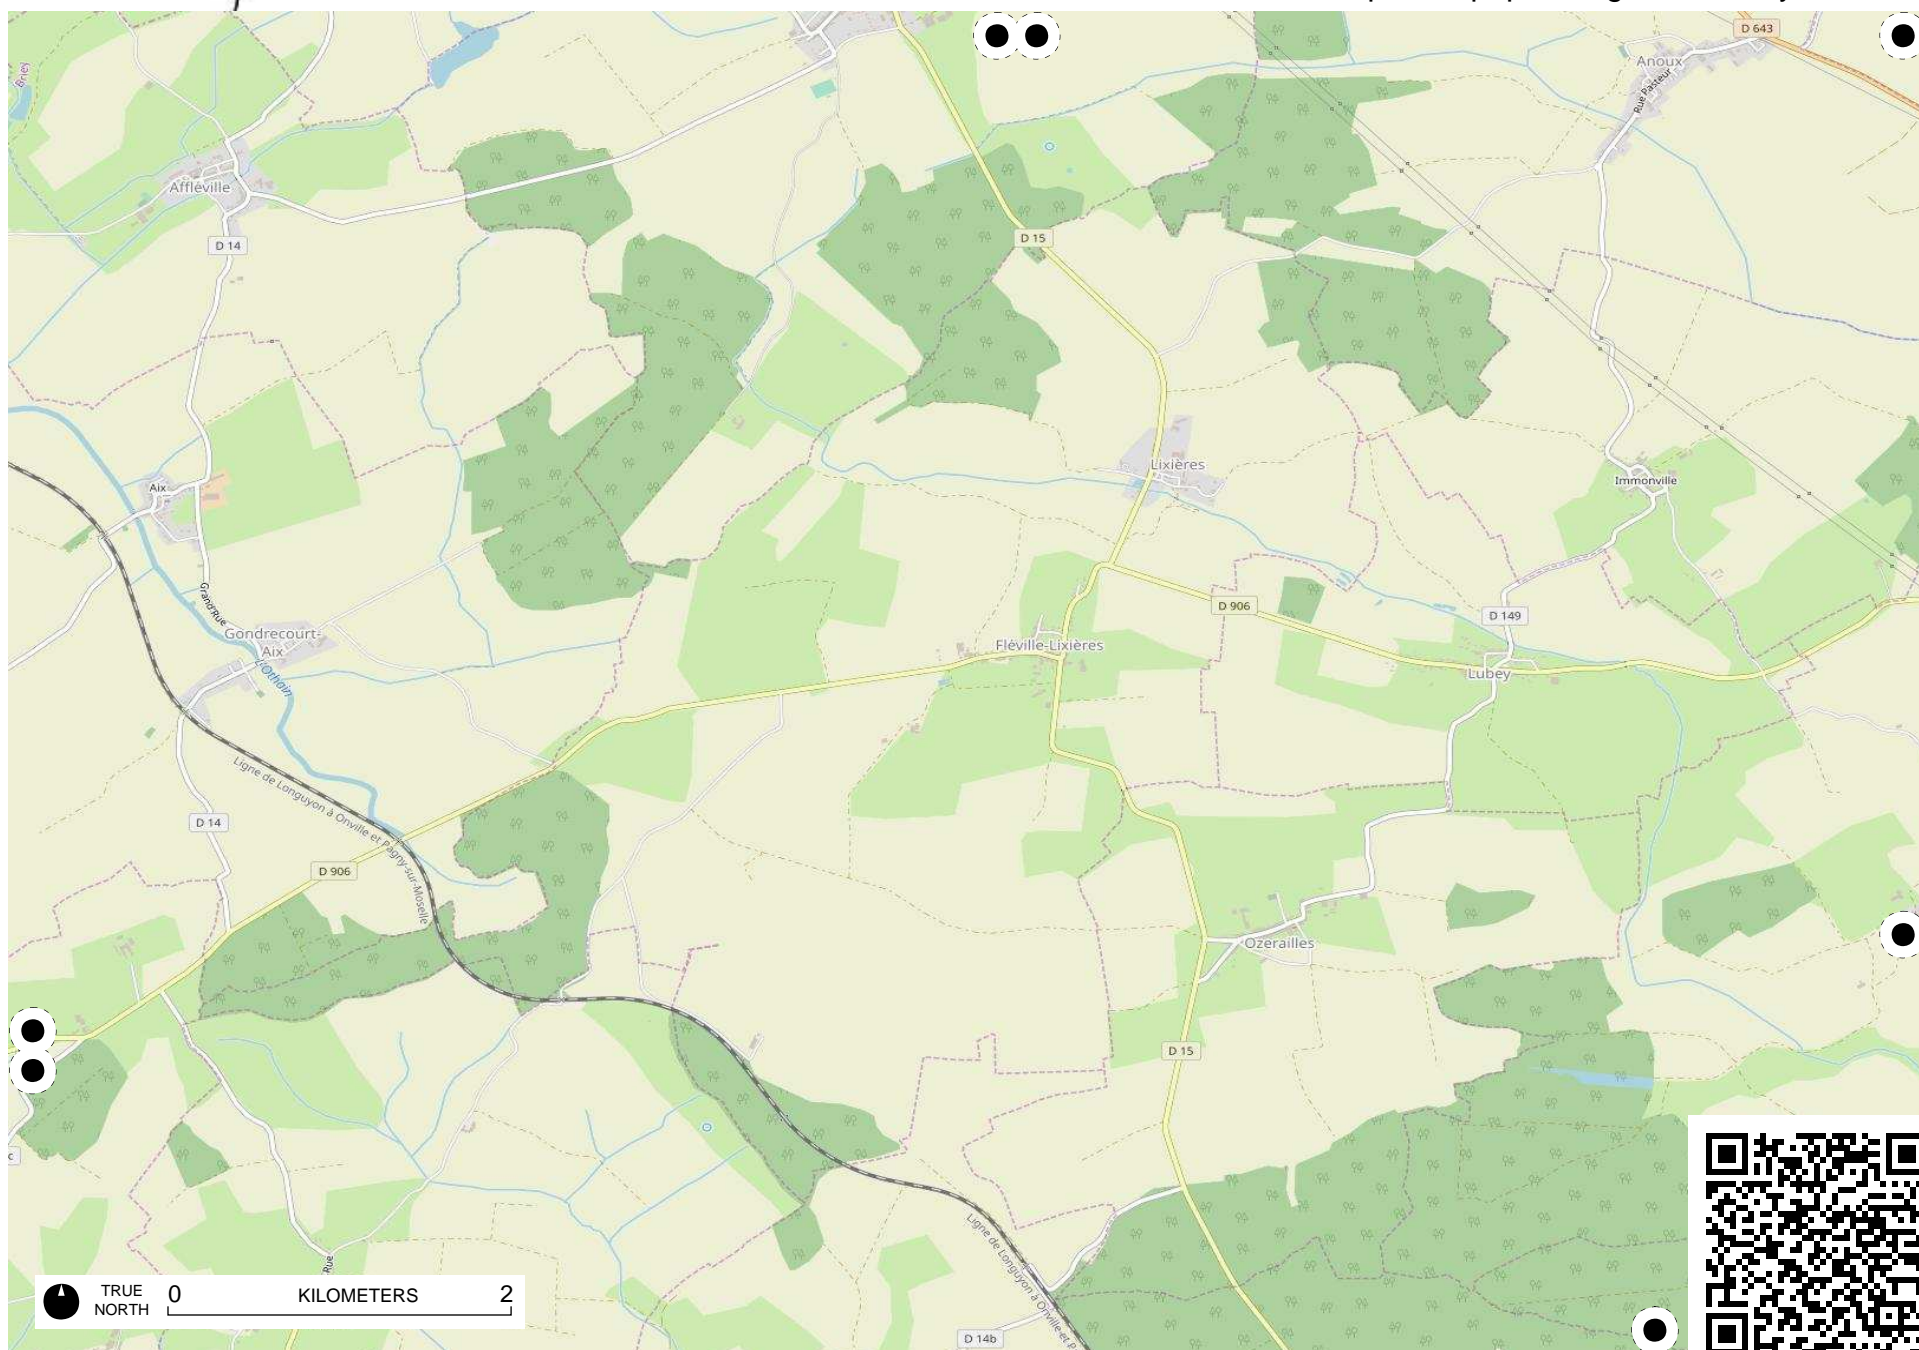 D 643
Anoux
Rue Pasteur
Briey
Affléville
D 14
D 15
Aix
Lixières
Immonville
Grand'Rue
D 906
D 149
Gondrecourt-
Aix
Fléville-Lixières
Lubey
L'Othain
Ligne de Longuyon à Onville et Pagny-sur-Moselle
D 14
D 906
Ozerailles
D 15
c
Rue
Ligne de Longuyon à Onville et P
D 14b
TRUE
NORTH
0 KILOMETERS 2